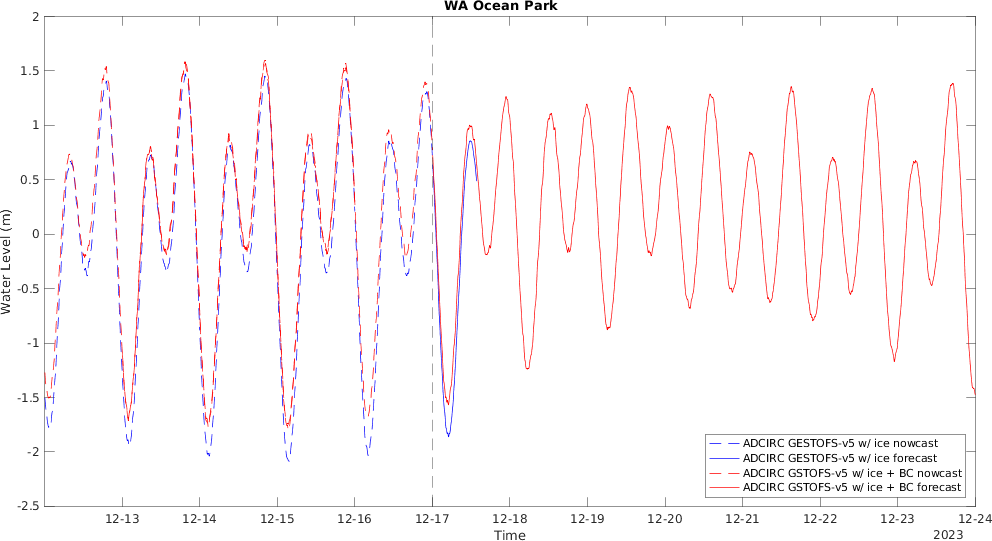 WA Ocean Park
2
1.5
1
0.5
0
-0.5
-1
-1.5
-2
-2.5
Water Level (m)
ADCIRC GESTOFS-v5 w/ ice nowcast
ADCIRC GESTOFS-v5 w/ ice forecast
ADCIRC GSTOFS-v5 w/ ice + BC nowcast
ADCIRC GSTOFS-v5 w/ ice + BC forecast
12-13 12-14 12-15 12-16 12-17 12-18 12-19 12-20 12-21 12-22 12-23 12-24
Time
2023